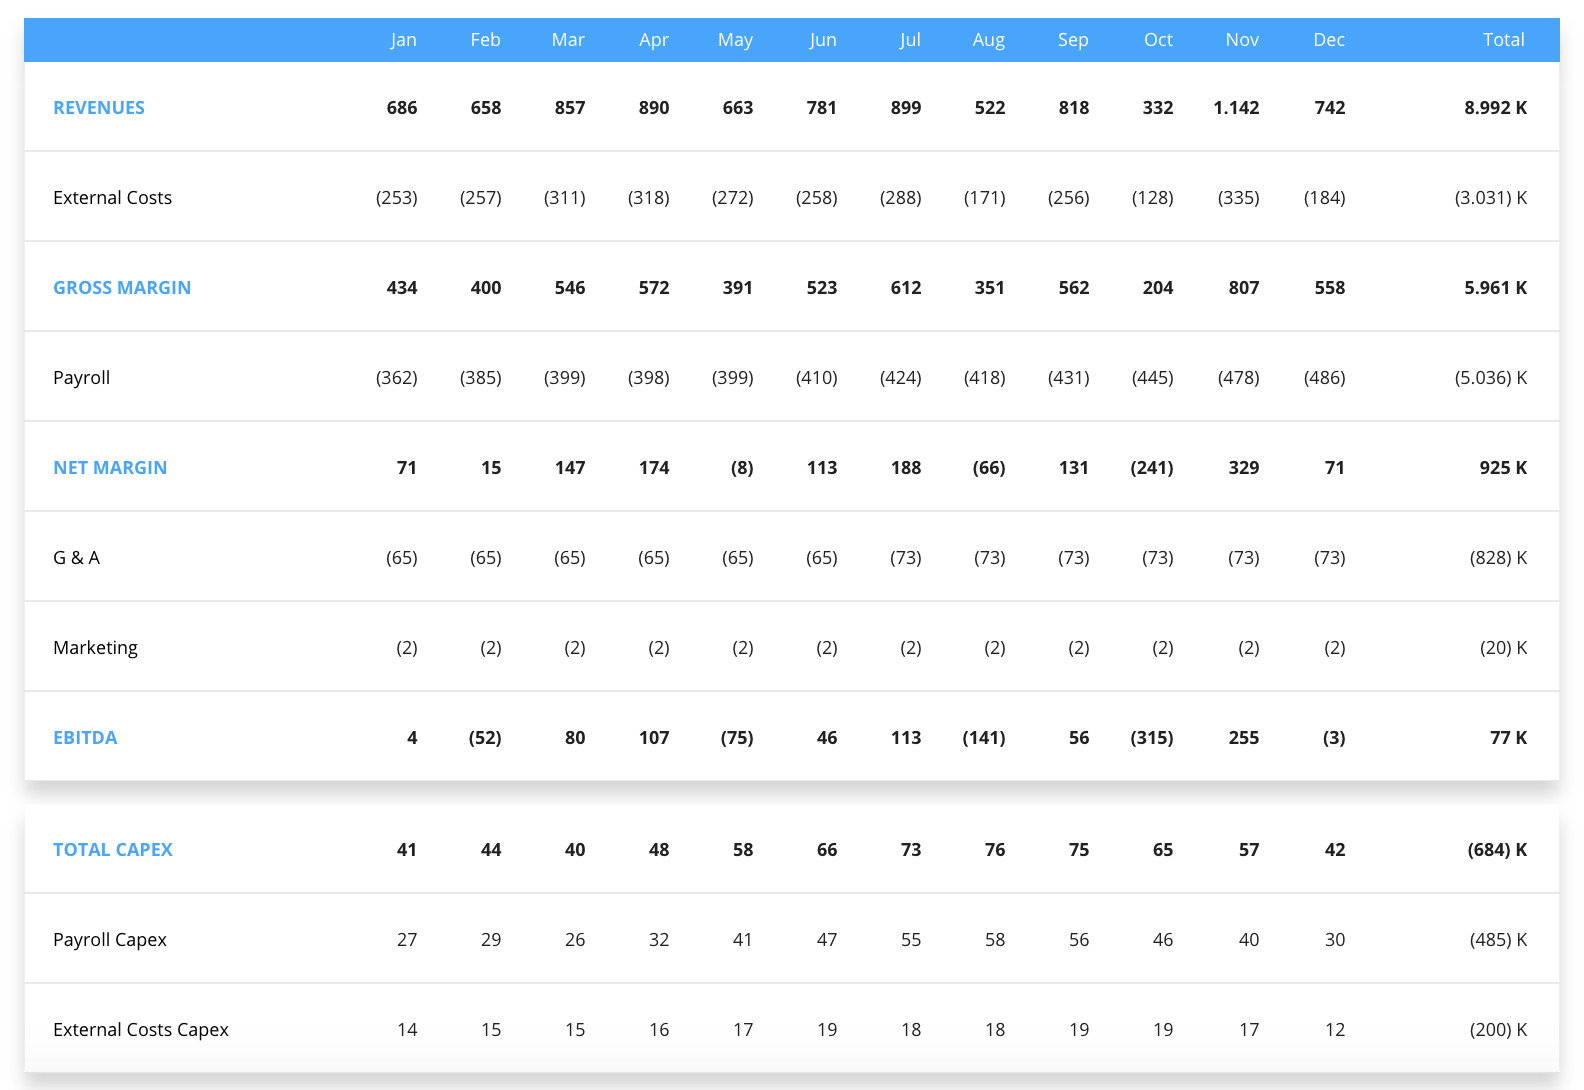 Jan Feb Mar Apr May Jun Jul Aug Sep Oct Nov Dec Total
REVENUES 686 658 857 890 663 781 899 522 818 332 1.142 742 8.992 K
External Costs (253) (257) (311) (318) (272) (258) (288) (171) (256) (128) (335) (184) (3.031) K
GROSS MARGIN 434 400 546 572 391 523 612 351 562 204 807 558 5.961 K
Payroll (362) (385) (399) (398) (399) (410) (424) (418) (431) (445) (478) (486) (5.036) K
NET MARGIN 71 15 147 174 (8) 113 188 (66) 131 (241) 329 71 925 K
G & A (65) (65) (65) (65) (65) (65) (73) (73) (73) (73) (73) (73) (828) K
Marketing (2) (2) (2) (2) (2) (2) (2) (2) (2) (2) (2) (2) (20) K
EBITDA 4 (52) 80 107 (75) 46 113 (141) 56 (315) 255 (3) 77 K
TOTAL CAPEX 41 44 40 48 58 66 73 76 75 65 57 42 (684) K
Payroll Capex 27 29 26 32 41 47 55 58 56 46 40 30 (485) K
External Costs Capex 14 15 15 16 17 19 18 18 19 19 17 12 (200) K